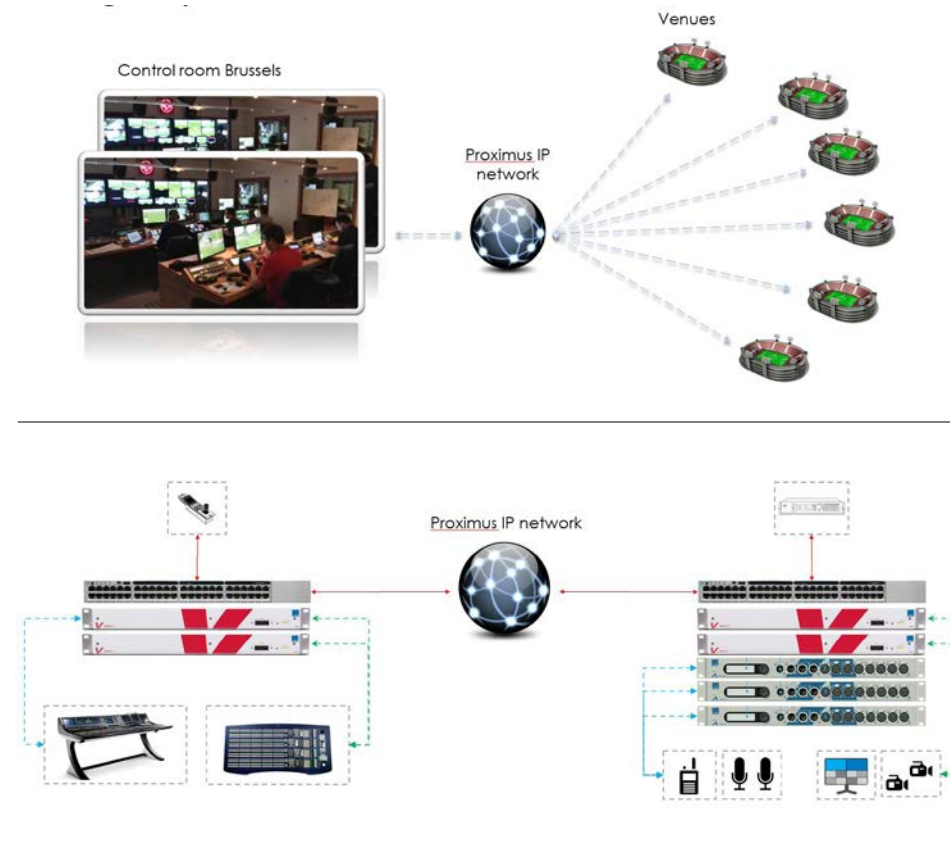 Venues
Control room Brussels
Proximus IP
network
Proximus IP network